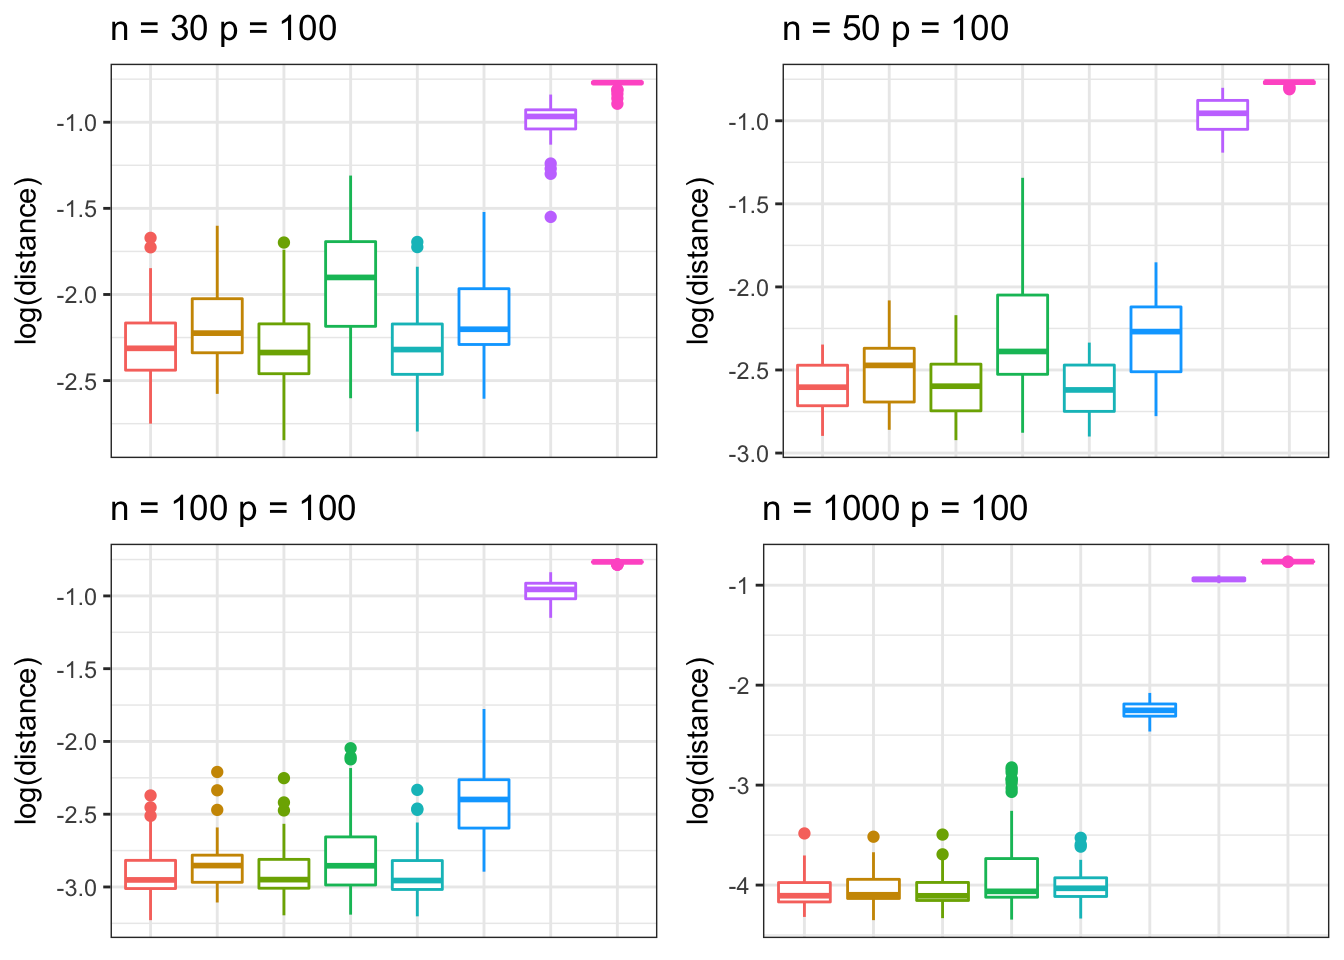 n = 30 p = 100
n = 50 p = 100
log(distance)
-1.0
-1.5
-2.0
-2.5
log(distance)
-1.0
-1.5
-2.0
-2.5
-3.0
n = 100 p = 100
n = 1000 p = 100
log(distance)
-1.0
-1.5
-2.0
-2.5
-3.0
log(distance)
-1
-2
-3
-4